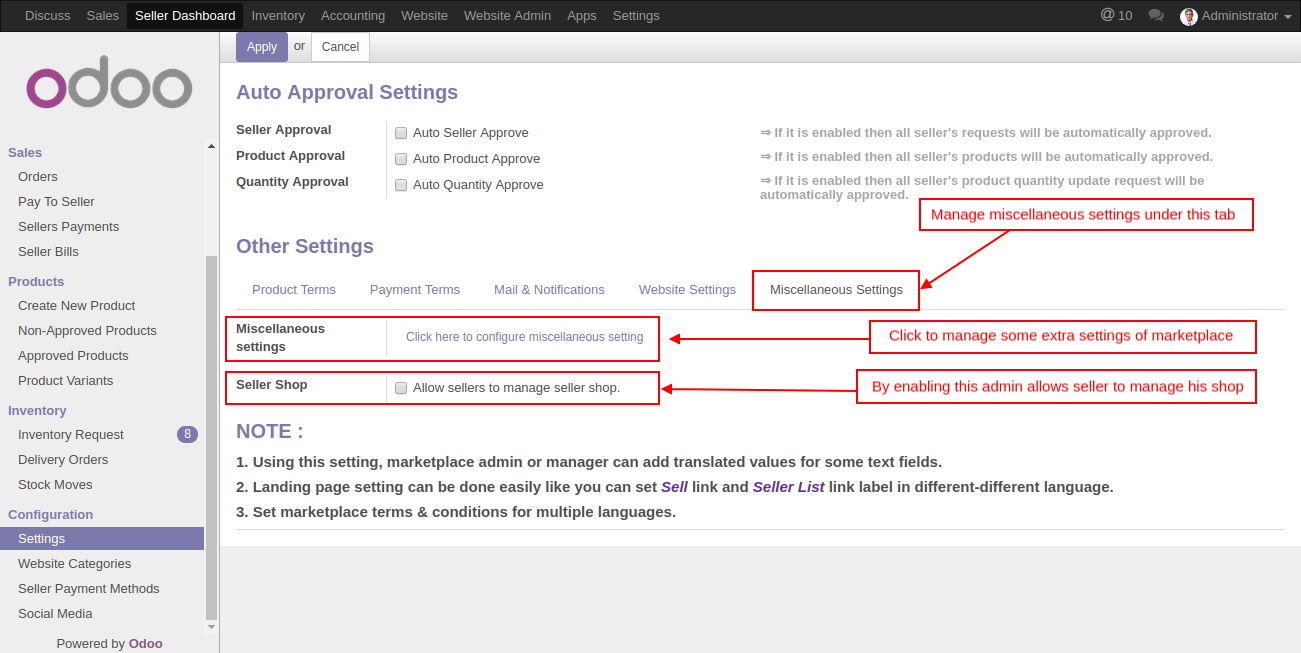 Discuss Sales Seller Dashboard Inventory Accounting Website Website Admin Apps Settings @ 10 Administrator
odoo
Sales
Orders
Pay To Seller
Sellers Payments
Seller Bills
Products
Create New Product
Non-Approved Products
Approved Products
Product Variants
Inventory
Inventory Request 8
Delivery Orders
Stock Moves
Configuration
Settings
Website Categories
Seller Payment Methods
Social Media
Powered by Odoo
Apply or Cancel
Auto Approval Settings
Seller Approval Auto Seller Approve ⇒ If it is enabled then all seller's requests will be automatically approved.
Product Approval Auto Product Approve ⇒ If it is enabled then all seller's products will be automatically approved.
Quantity Approval Auto Quantity Approve ⇒ If it is enabled then all seller's product quantity update request will be
automatically approved.
Manage miscellaneous settings under this tab
Other Settings
Product Terms Payment Terms Mail & Notifications Website Settings Miscellaneous Settings
Miscellaneous
settings
Click here to configure miscellaneous setting
Click to manage some extra settings of marketplace
Seller Shop Allow sellers to manage seller shop.
By enabling this admin allows seller to manage his shop
NOTE :
1. Using this setting, marketplace admin or manager can add translated values for some text fields.
2. Landing page setting can be done easily like you can set Sell link and Seller List link label in different-different language.
3. Set marketplace terms & conditions for multiple languages.